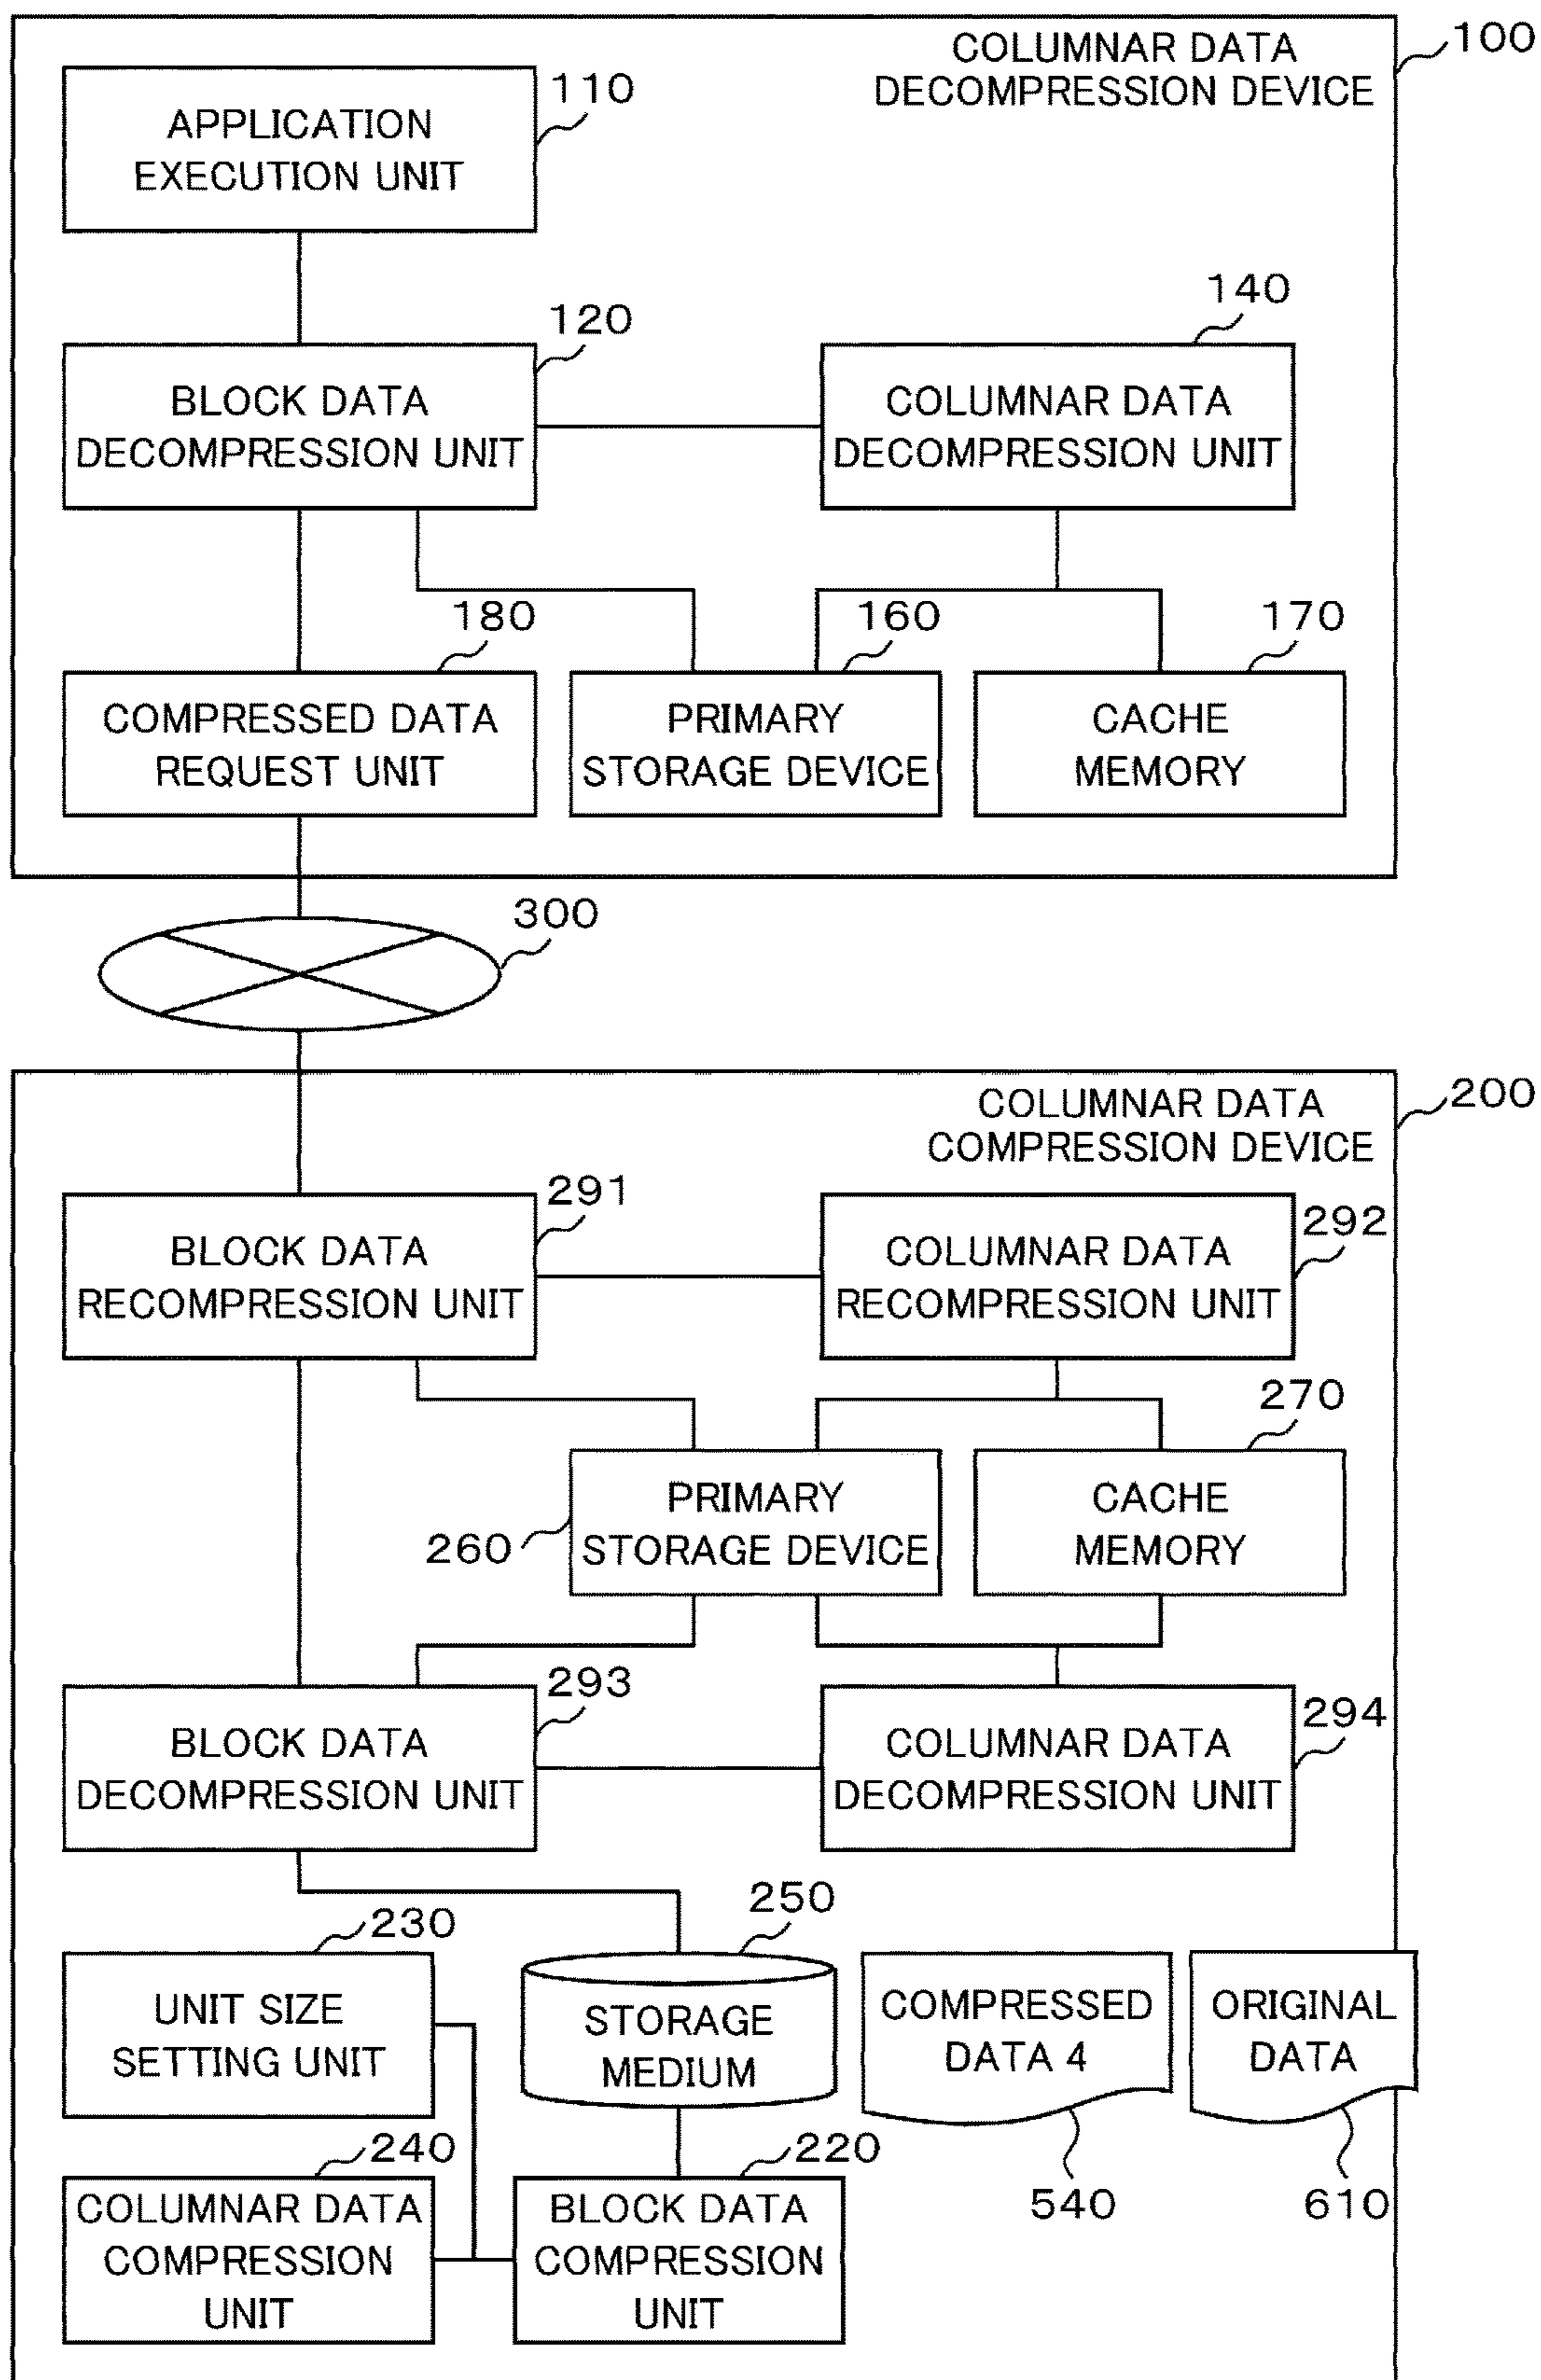 COLUMNAR DATA
DECOMPRESSION DEVICE
100
APPLICATION
EXECUTION UNIT
110
120
BLOCK DATA
DECOMPRESSION UNIT
140
COLUMNAR DATA
DECOMPRESSION UNIT
180
COMPRESSED DATA
REQUEST UNIT
160
PRIMARY
STORAGE DEVICE
170
CACHE
MEMORY
300
COLUMNAR DATA
COMPRESSION DEVICE
200
291
BLOCK DATA
RECOMPRESSION UNIT
292
COLUMNAR DATA
RECOMPRESSION UNIT
260
PRIMARY
STORAGE DEVICE
270
CACHE
MEMORY
293
BLOCK DATA
DECOMPRESSION UNIT
294
COLUMNAR DATA
DECOMPRESSION UNIT
230
UNIT SIZE
SETTING UNIT
250
STORAGE
MEDIUM
COMPRESSED
DATA 4
540
ORIGINAL
DATA
610
240
COLUMNAR DATA
COMPRESSION
UNIT
220
BLOCK DATA
COMPRESSION
UNIT